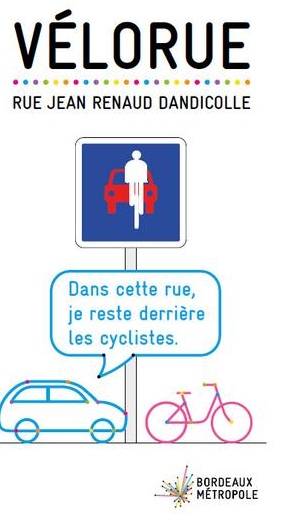 VÉLORUE
RUE JEAN RENAUD DANDICOLLE
Dans cette rue,
je reste derrière
les cyclistes.
BORDEAUX
MÉTROPOLE